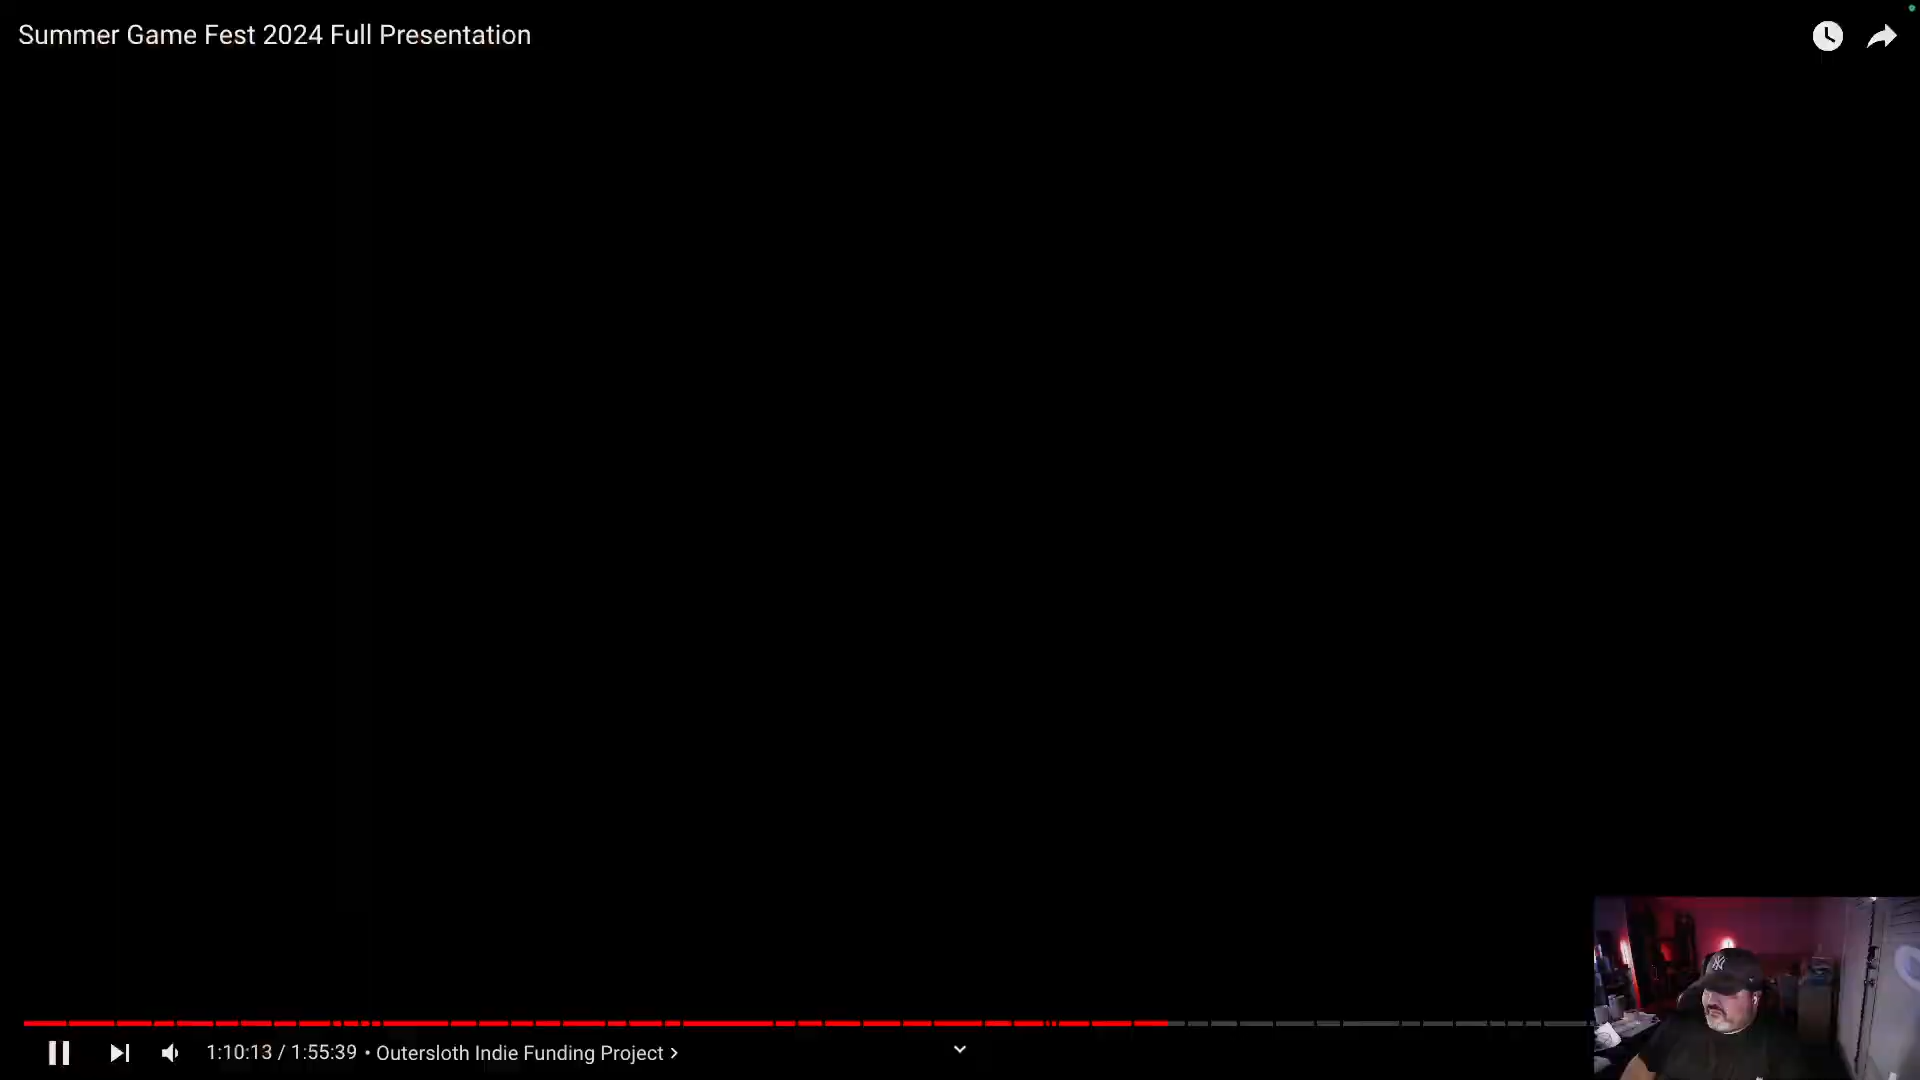 Summer Game Fest 2024 Full Presentation
1:10:13 / 1:55:39 • Outersloth Indie Funding Project